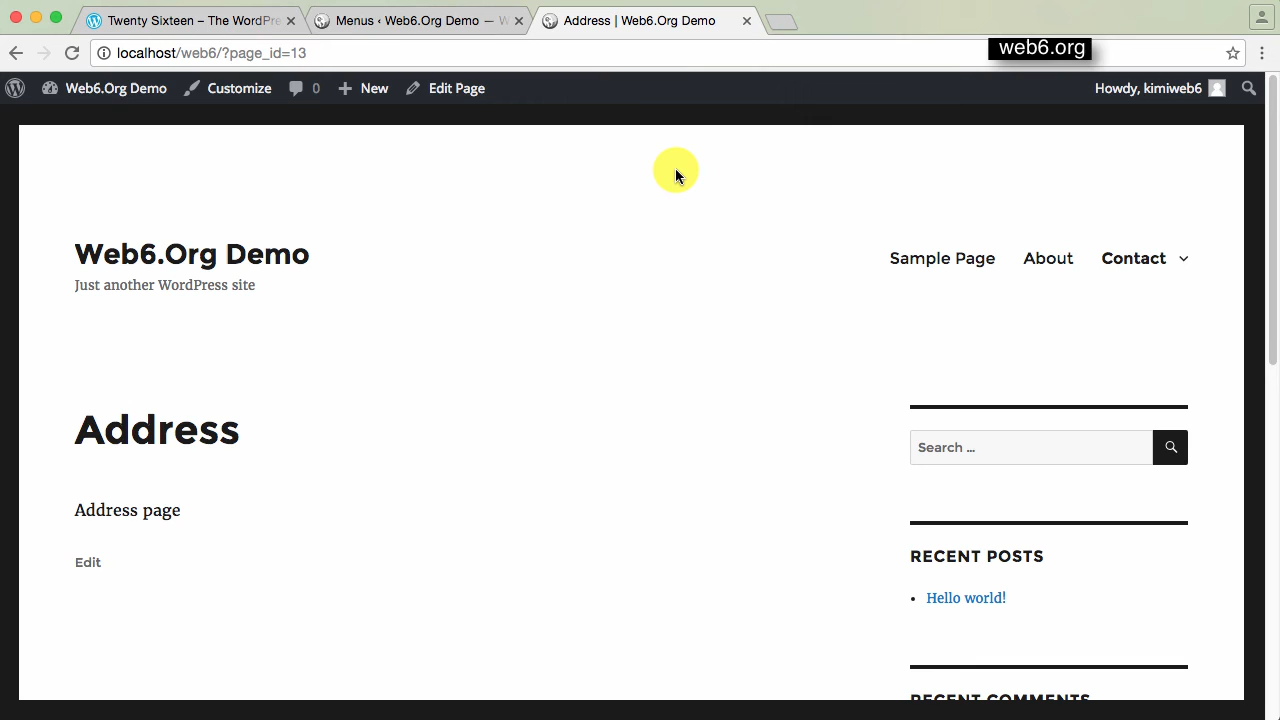 Twenty Sixteen – The WordPre
Menus ‹ Web6.Org Demo — W
Address | Web6.Org Demo
localhost/web6/?page_id=13
web6.org
Web6.Org Demo
Customize
0
New
Edit Page
Howdy, kimiweb6
Web6.Org Demo
Just another WordPress site
Sample Page
About
Contact
Address
Address page
Edit
Search ...
RECENT POSTS
Hello world!
RECENT COMMENTS